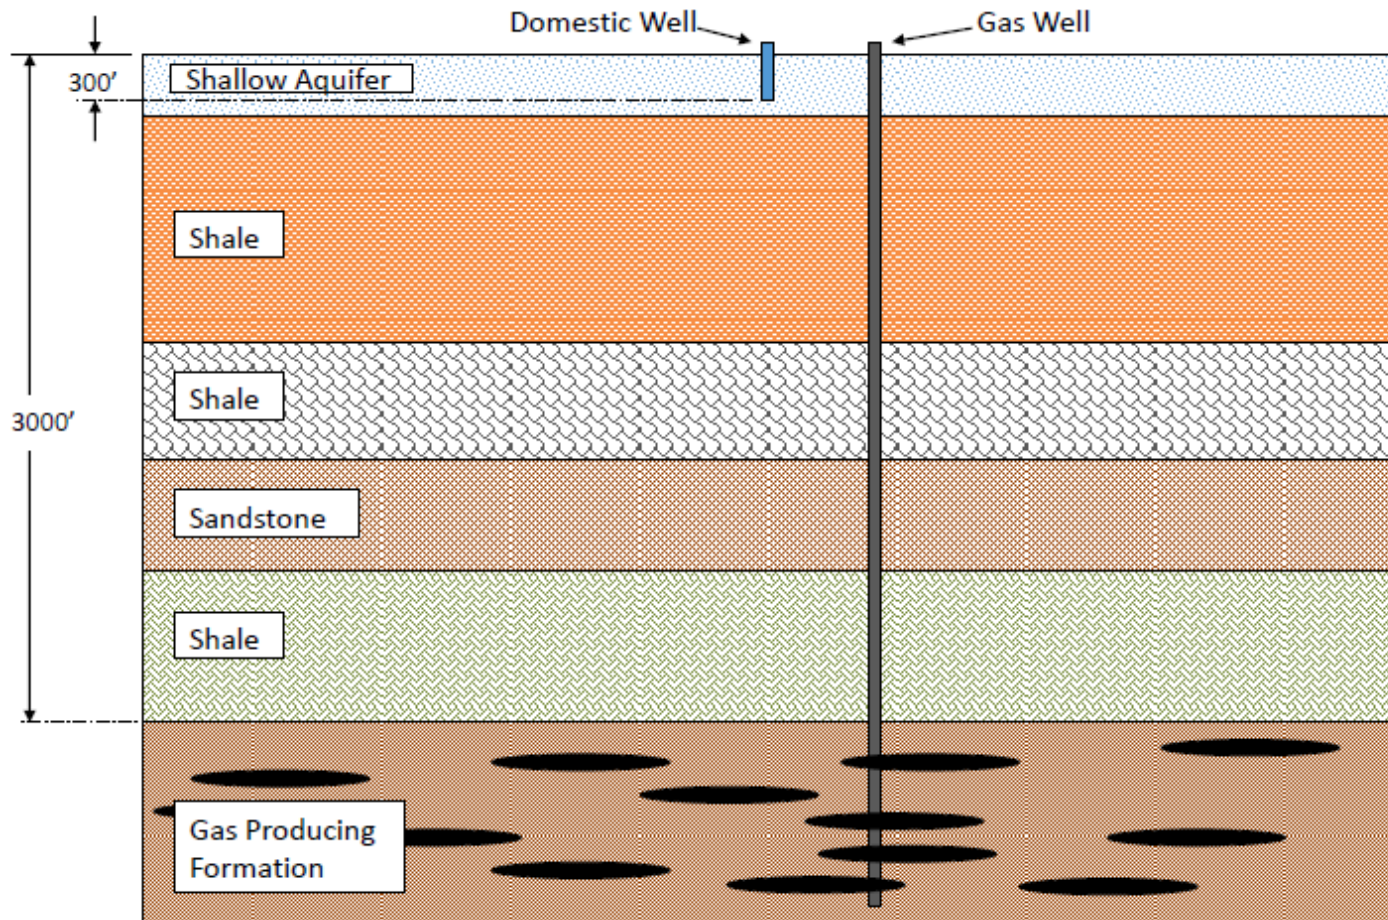 Domestic Well
Gas Well
300′
Shallow Aquifer
Shale
Shale
3000′
Sandstone
Shale
Gas Producing
Formation